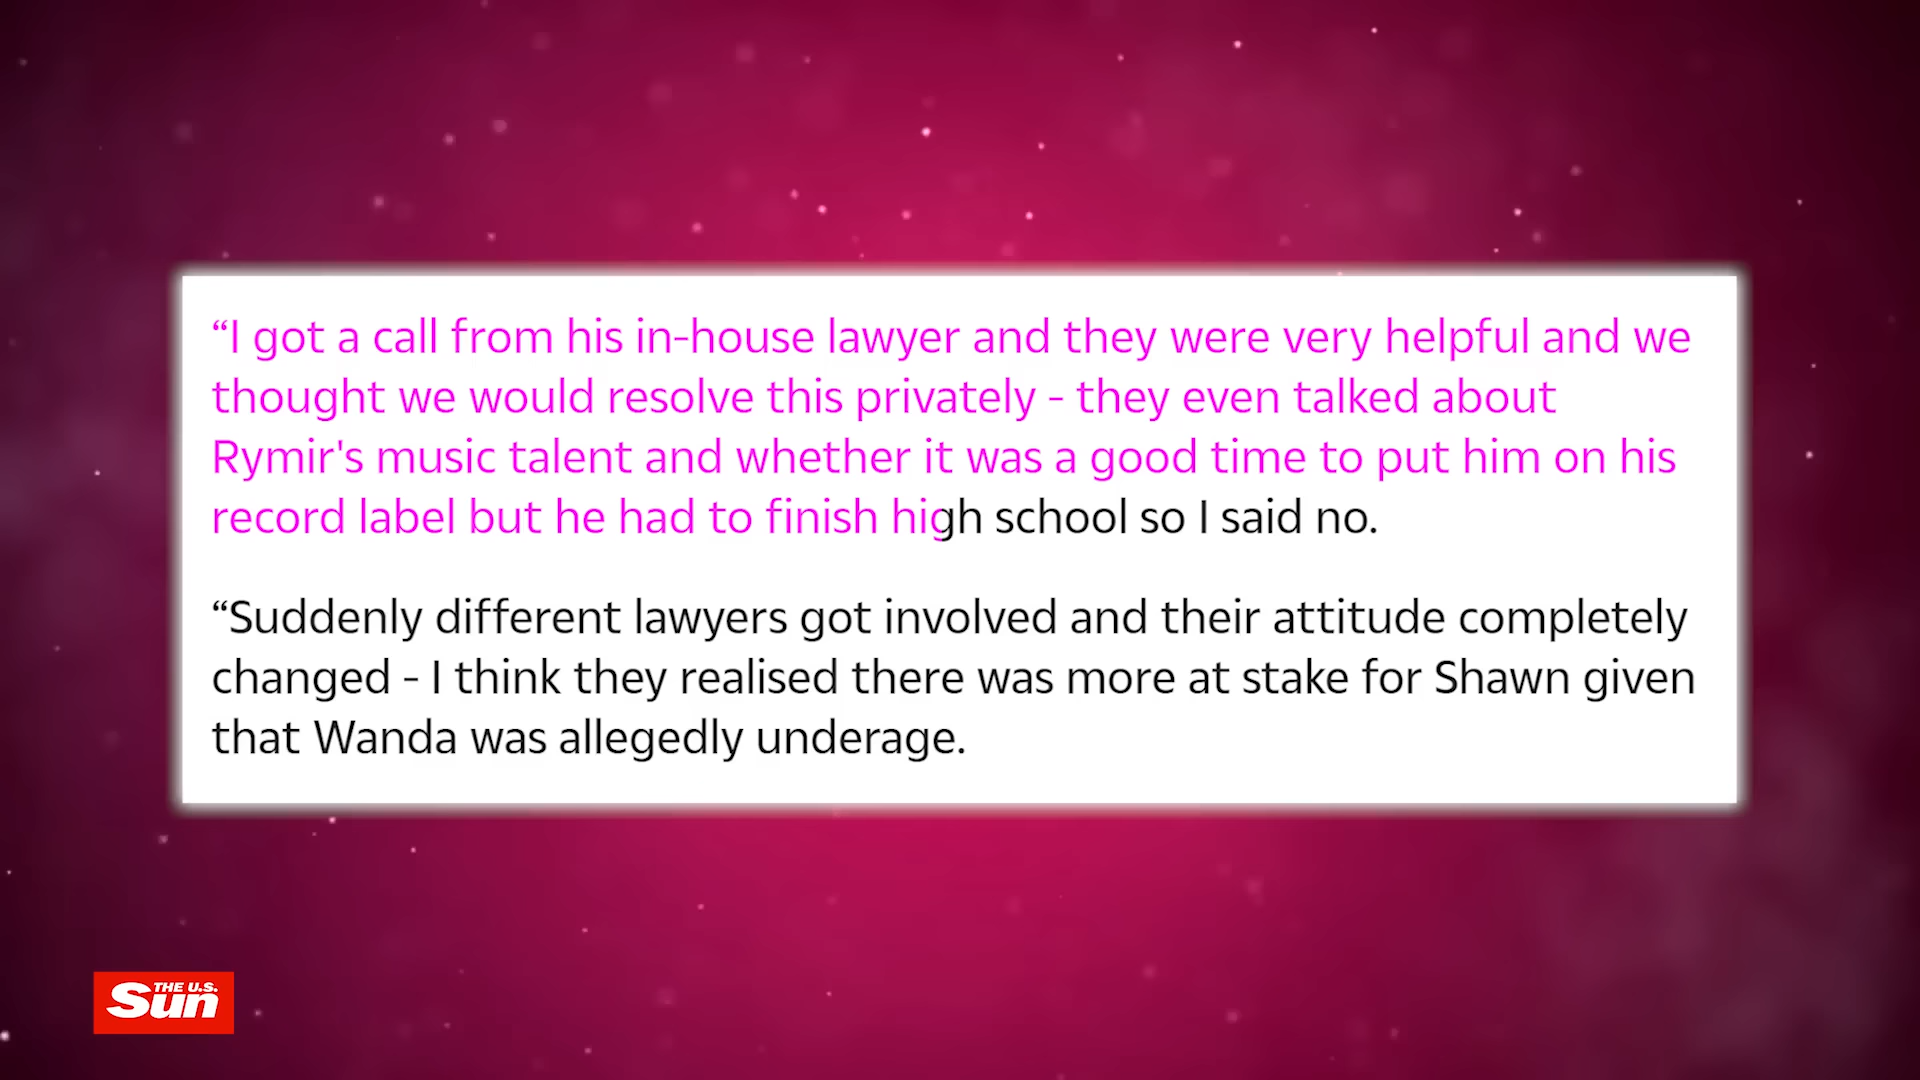 “I got a call from his in-house lawyer and they were very helpful and we
thought we would resolve this privately - they even talked about
Rymir's music talent and whether it was a good time to put him on his
record label but he had to finish high school so I said no.
“Suddenly different lawyers got involved and their attitude completely
changed - I think they realised there was more at stake for Shawn given
that Wanda was allegedly underage.
THE U.S.
Sun